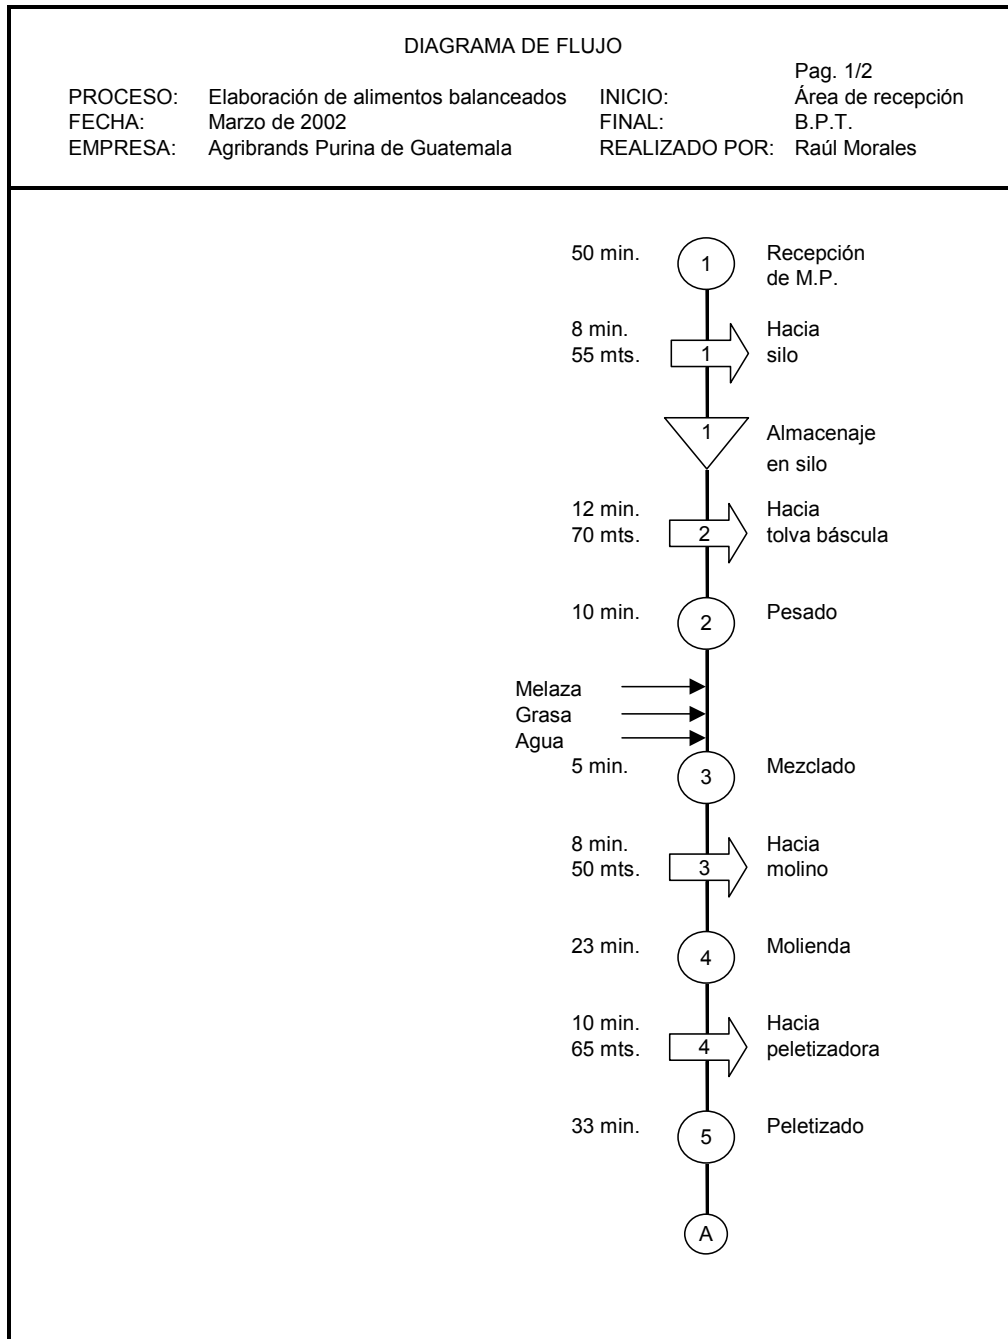 DIAGRAMA DE FLUJO
Pag. 1/2
PROCESO: Elaboración de alimentos balanceados INICIO: Área de recepción
FECHA: Marzo de 2002 FINAL: B.P.T.
EMPRESA: Agribrands Purina de Guatemala REALIZADO POR: Raúl Morales
50 min. 1 Recepción
de M.P.
8 min. Hacia
55 mts. 1 silo
1 Almacenaje
en silo
12 min. Hacia
70 mts. 2 tolva báscula
10 min. 2 Pesado
Melaza
Grasa
Agua
5 min. 3 Mezclado
8 min. Hacia
50 mts. 3 molino
23 min. 4 Molienda
10 min. Hacia
65 mts. 4 peletizadora
33 min. 5 Peletizado
A